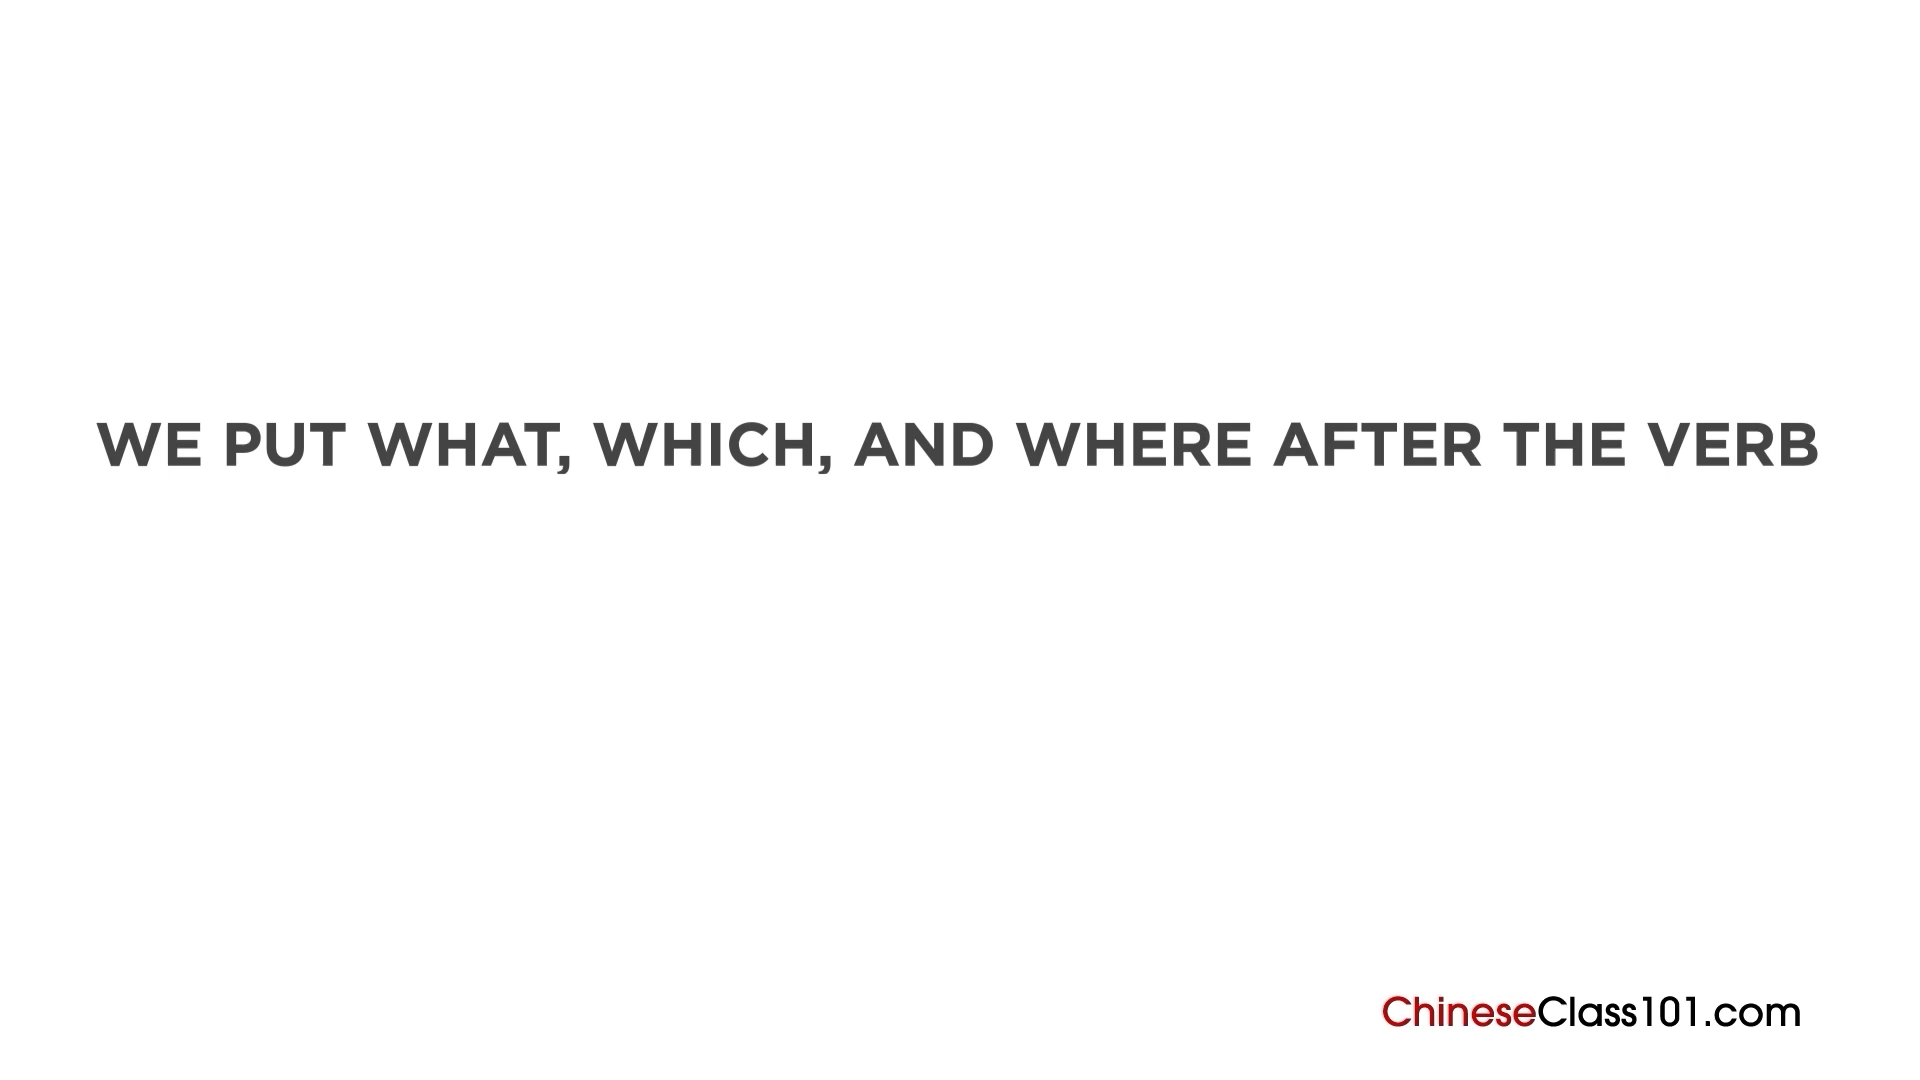 WE PUT WHAT, WHICH, AND WHERE AFTER THE VERB
ChineseClass101.com